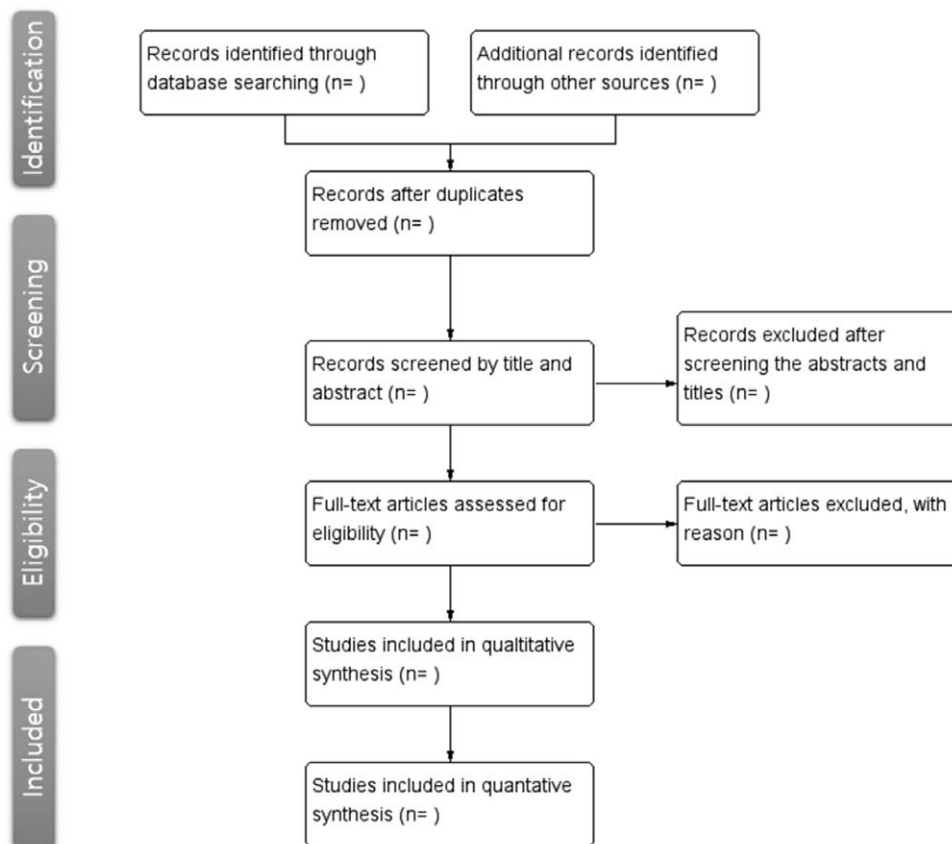 Identification
Records identified through
database searching (n= )
Additional records identified
through other sources (n= )
Records after duplicates
removed (n= )
Screening
Records screened by title and
abstract (n= )
Records excluded after
screening the abstracts and
titles (n= )
Eligibility
Full-text articles assessed for
eligibility (n= )
Full-text articles excluded, with
reason (n= )
Included
Studies included in qualtitative
synthesis (n= )
Studies included in quantative
synthesis (n= )